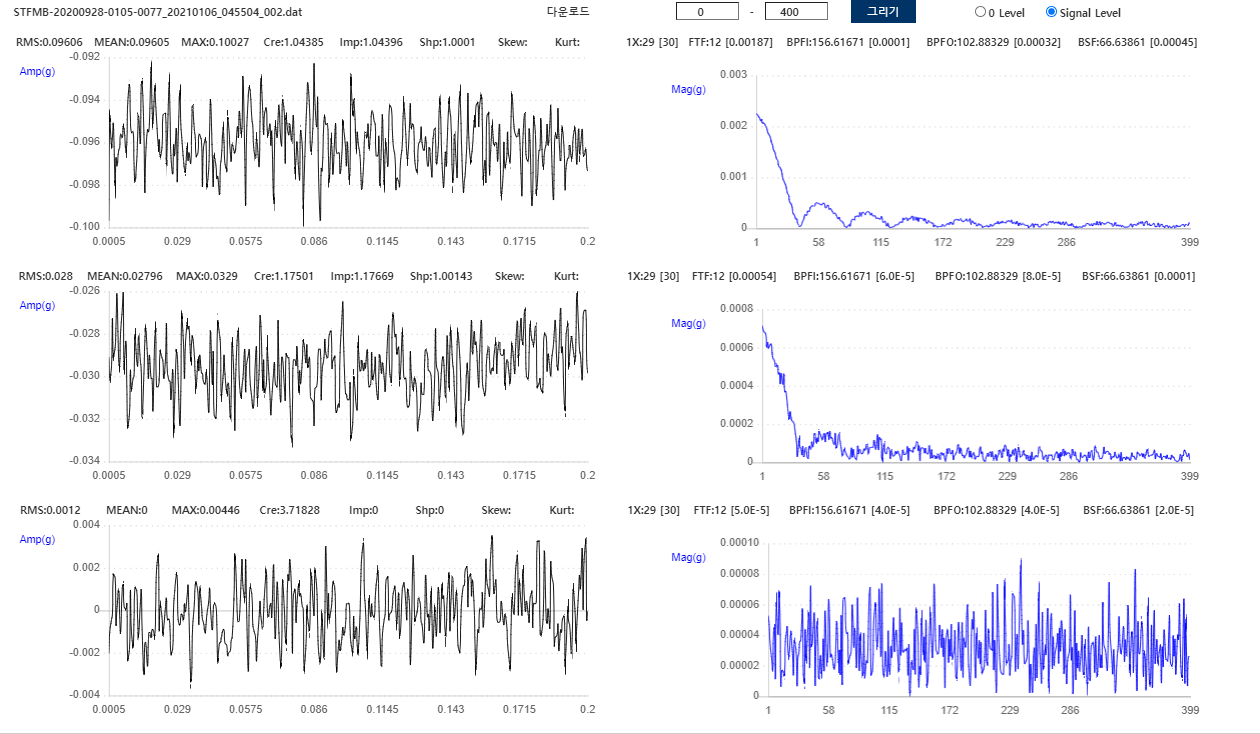 STFMB-20200928-0105-0077_20210106_045504_002.dat 다운로드 0 - 400 그리기 0 Level Signal Level
RMS:0.09606 MEAN:0.09605 MAX:0.10027 Cre:1.04385 Imp:1.04396 Shp:1.0001 Skew: Kurt:
Amp(g)
-0.092
-0.094
-0.096
-0.098
-0.100
0.0005 0.029 0.0575 0.086 0.1145 0.143 0.1715 0.2
1X:29 [30] FTF:12 [0.00187] BPFI:156.61671 [0.0001] BPFO:102.88329 [0.00032] BSF:66.63861 [0.00045]
Mag(g)
0.003
0.002
0.001
0
1 58 115 172 229 286 399
RMS:0.028 MEAN:0.02796 MAX:0.0329 Cre:1.17501 Imp:1.17669 Shp:1.00143 Skew: Kurt:
Amp(g)
-0.026
-0.028
-0.030
-0.032
-0.034
0.0005 0.029 0.0575 0.086 0.1145 0.143 0.1715 0.2
1X:29 [30] FTF:12 [0.00054] BPFI:156.61671 [6.0E-5] BPFO:102.88329 [8.0E-5] BSF:66.63861 [0.0001]
Mag(g)
0.0008
0.0006
0.0004
0.0002
0
1 58 115 172 229 286 399
RMS:0.0012 MEAN:0 MAX:0.00446 Cre:3.71828 Imp:0 Shp:0 Skew: Kurt:
Amp(g)
0.004
0.002
0
-0.002
-0.004
0.0005 0.029 0.0575 0.086 0.1145 0.143 0.1715 0.2
1X:29 [30] FTF:12 [5.0E-5] BPFI:156.61671 [4.0E-5] BPFO:102.88329 [4.0E-5] BSF:66.63861 [2.0E-5]
Mag(g)
0.00010
0.00008
0.00006
0.00004
0.00002
0
1 58 115 172 229 286 399